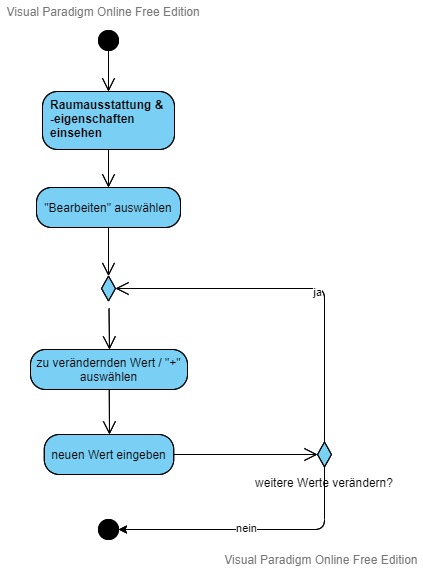 Visual Paradigm Online Free Edition
Raumausstattung &
-eigenschaften
einsehen
"Bearbeiten" auswählen
ja
zu verändernden Wert / "+"
auswählen
neuen Wert eingeben
weitere Werte verändern?
nein
Visual Paradigm Online Free Edition